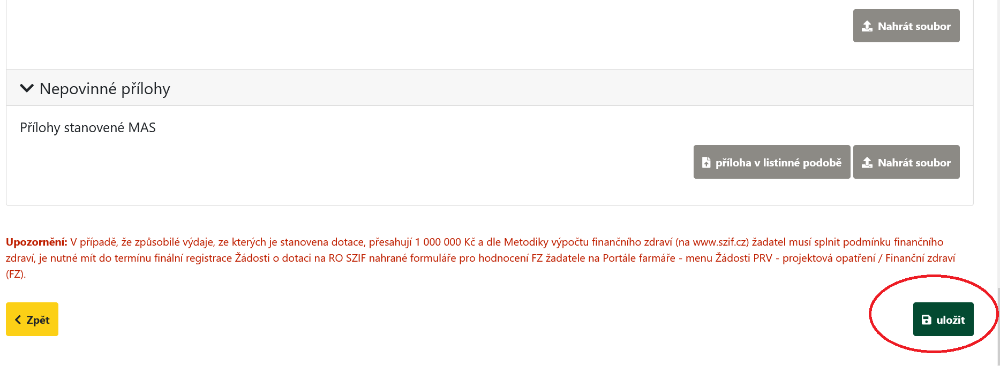 Nahrát soubor
Nepovinné přílohy
Přílohy stanovené MAS
příloha v listinné podobě
Nahrát soubor
Upozornění: V případě, že způsobilé výdaje, ze kterých je stanovena dotace, přesahují 1 000 000 Kč a dle Metodiky výpočtu finančního zdraví (na www.szif.cz) žadatel musí splnit podmínku finančního
zdraví, je nutné mít do termínu finální registrace Žádosti o dotaci na RO SZIF nahrané formuláře pro hodnocení FZ žadatele na Portále farmáře - menu Žádosti PRV - projektová opatření / Finanční zdraví
(FZ).
Zpět
uložit